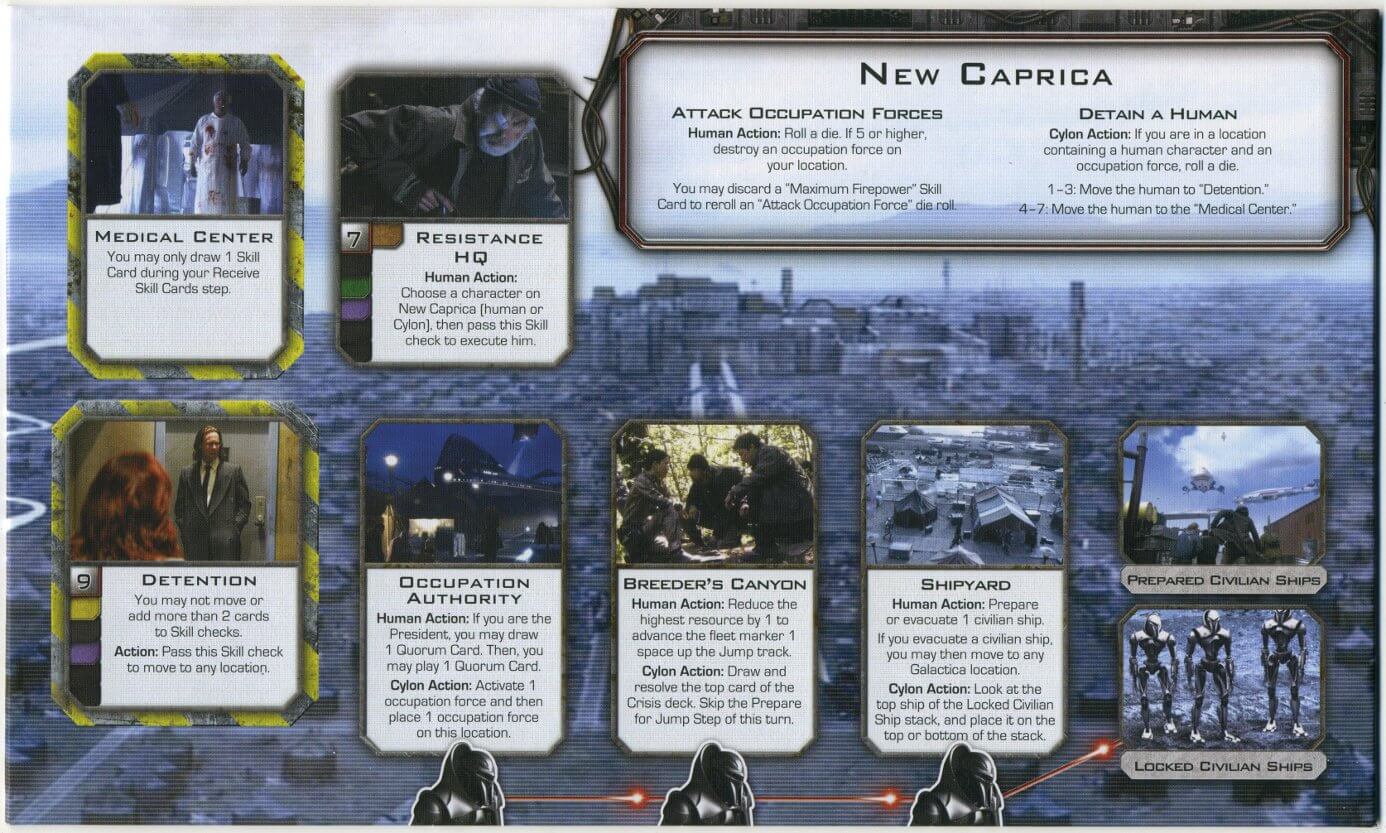 New Caprica
Attack Occupation Forces
Human Action: Roll a die. If 5 or higher,
destroy an occupation force on
your location.
You may discard a "Maximum Firepower" Skill
Card to reroll an "Attack Occupation Force" die roll.
Detain a Human
Cylon Action: If you are in a location
containing a human character and an
occupation force, roll a die.
1-3: Move the human to "Detention."
4-7: Move the human to the "Medical Center."
Medical Center
You may only draw 1 Skill
Card during your Receive
Skill Cards step.
7
Resistance
HQ
Human Action:
Choose a character on
New Caprica (human or
Cylon), then pass this Skill
check to execute him.
9
Detention
You may not move or
add more than 2 cards
to Skill checks.
Action: Pass this Skill check
to move to any location.
Occupation
Authority
Human Action: If you are the
President, you may draw
1 Quorum Card. Then, you
may play 1 Quorum Card.
Cylon Action: Activate 1
occupation force and then
place 1 occupation force
on this location.
Breeder's Canyon
Human Action: Reduce the
highest resource by 1 to
advance the fleet marker 1
space up the Jump track.
Cylon Action: Draw and
resolve the top card of the
Crisis deck. Skip the Prepare
for Jump Step of this turn.
Shipyard
Human Action: Prepare
or evacuate 1 civilian ship.
If you evacuate a civilian ship,
you may then move to any
Galactica location.
Cylon Action: Look at the
top ship of the Locked Civilian
Ship stack, and place it on the
top or bottom of the stack.
Prepared Civilian Ships
Locked Civilian Ships